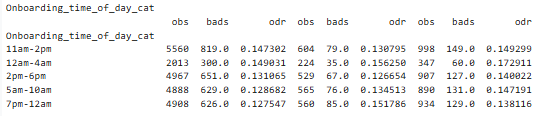 Onboarding_time_of_day_cat
obs bads odr obs bads odr obs bads odr
Onboarding_time_of_day_cat
11am-2pm 5560 819.0 0.147302 604 79.0 0.130795 998 149.0 0.149299
12am-4am 2013 300.0 0.149031 224 35.0 0.156250 347 60.0 0.172911
2pm-6pm 4967 651.0 0.131065 529 67.0 0.126654 907 127.0 0.140022
5am-10am 4888 629.0 0.128682 565 76.0 0.134513 890 131.0 0.147191
7pm-12am 4908 626.0 0.127547 560 85.0 0.151786 934 129.0 0.138116